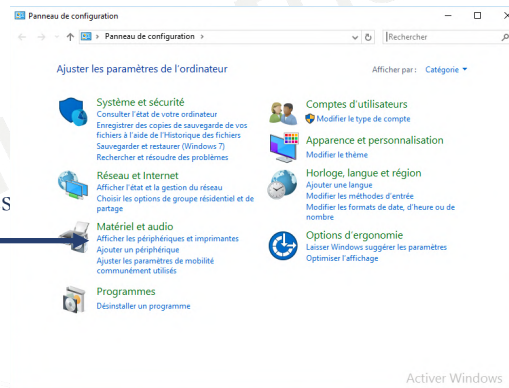 Panneau de configuration
Panneau de configuration
Rechercher
Ajuster les paramètres de l'ordinateur
Afficher par : Catégorie
Système et sécurité
Consulter l'état de votre ordinateur
Enregistrer des copies de sauvegarde de vos
fichiers à l'aide de l'Historique des fichiers
Sauvegarder et restaurer (Windows 7)
Rechercher et résoudre des problèmes
Réseau et Internet
Afficher l'état et la gestion du réseau
Choisir les options de groupe résidentiel et de
partage
s
Matériel et audio
Afficher les périphériques et imprimantes
Ajouter un périphérique
Ajuster les paramètres de mobilité
communément utilisés
Programmes
Désinstaller un programme
Comptes d'utilisateurs
Modifier le type de compte
Apparence et personnalisation
Modifier le thème
Horloge, langue et région
Ajouter une langue
Modifier les méthodes d'entrée
Modifier les formats de date, d'heure ou de
nombre
Options d'ergonomie
Laisser Windows suggérer les paramètres
Optimiser l'affichage
Activer Windows